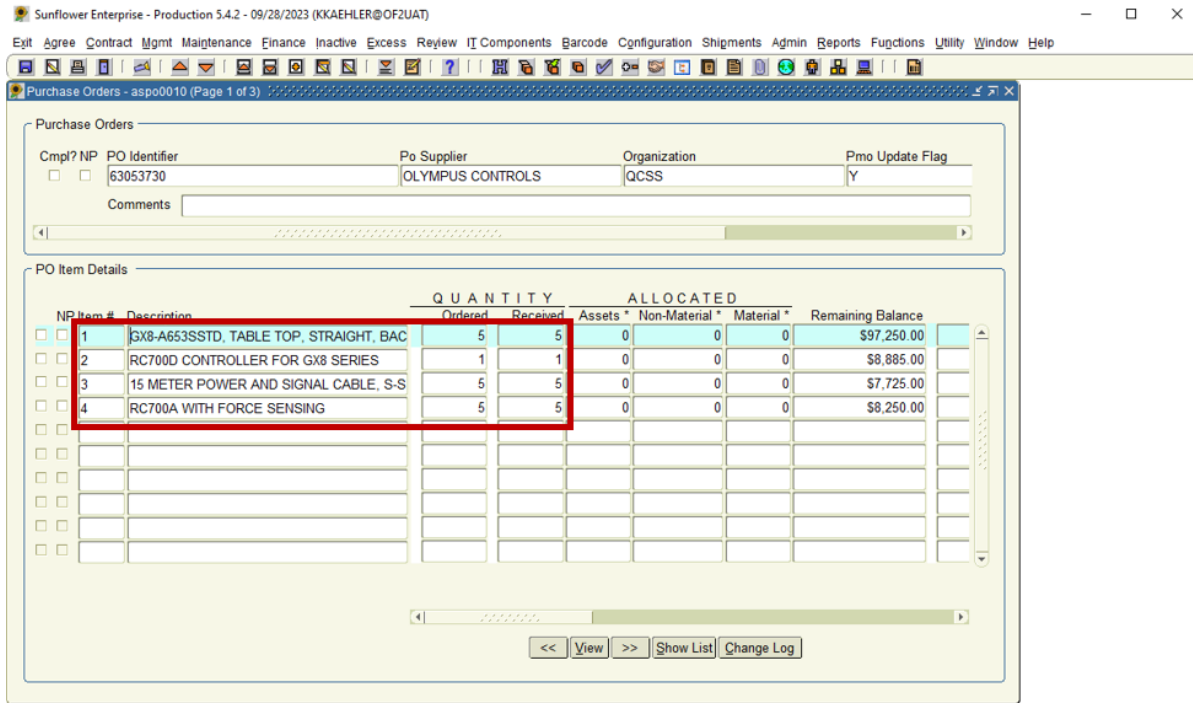 Sunflower Enterprise - Production 5.4.2 - 09/28/2023 (KKAEHLER@OF2UAT)
Exit Agree Contract Mgmt Maintenance Finance Inactive Excess Review IT Components Barcode Configuration Shipments Admin Reports Functions Utility Window Help
Purchase Orders - aspo0010 (Page 1 of 3)
Purchase Orders
Cmpl? NP PO Identifier Po Supplier Organization Pmo Update Flag
63053730 OLYMPUS CONTROLS QCSS Y
Comments
PO Item Details
QUANTITY ALLOCATED
NP Item # Description Ordered Received Assets * Non-Material * Material * Remaining Balance
1 GX8-A653SSTD, TABLE TOP, STRAIGHT, BAC 5 5 0 0 0 $97,250.00
2 RC700D CONTROLLER FOR GX8 SERIES 1 1 0 0 0 $8,885.00
3 15 METER POWER AND SIGNAL CABLE, S-S 5 5 0 0 0 $7,725.00
4 RC700A WITH FORCE SENSING 5 5 0 0 0 $8,250.00
<< View >> Show List Change Log